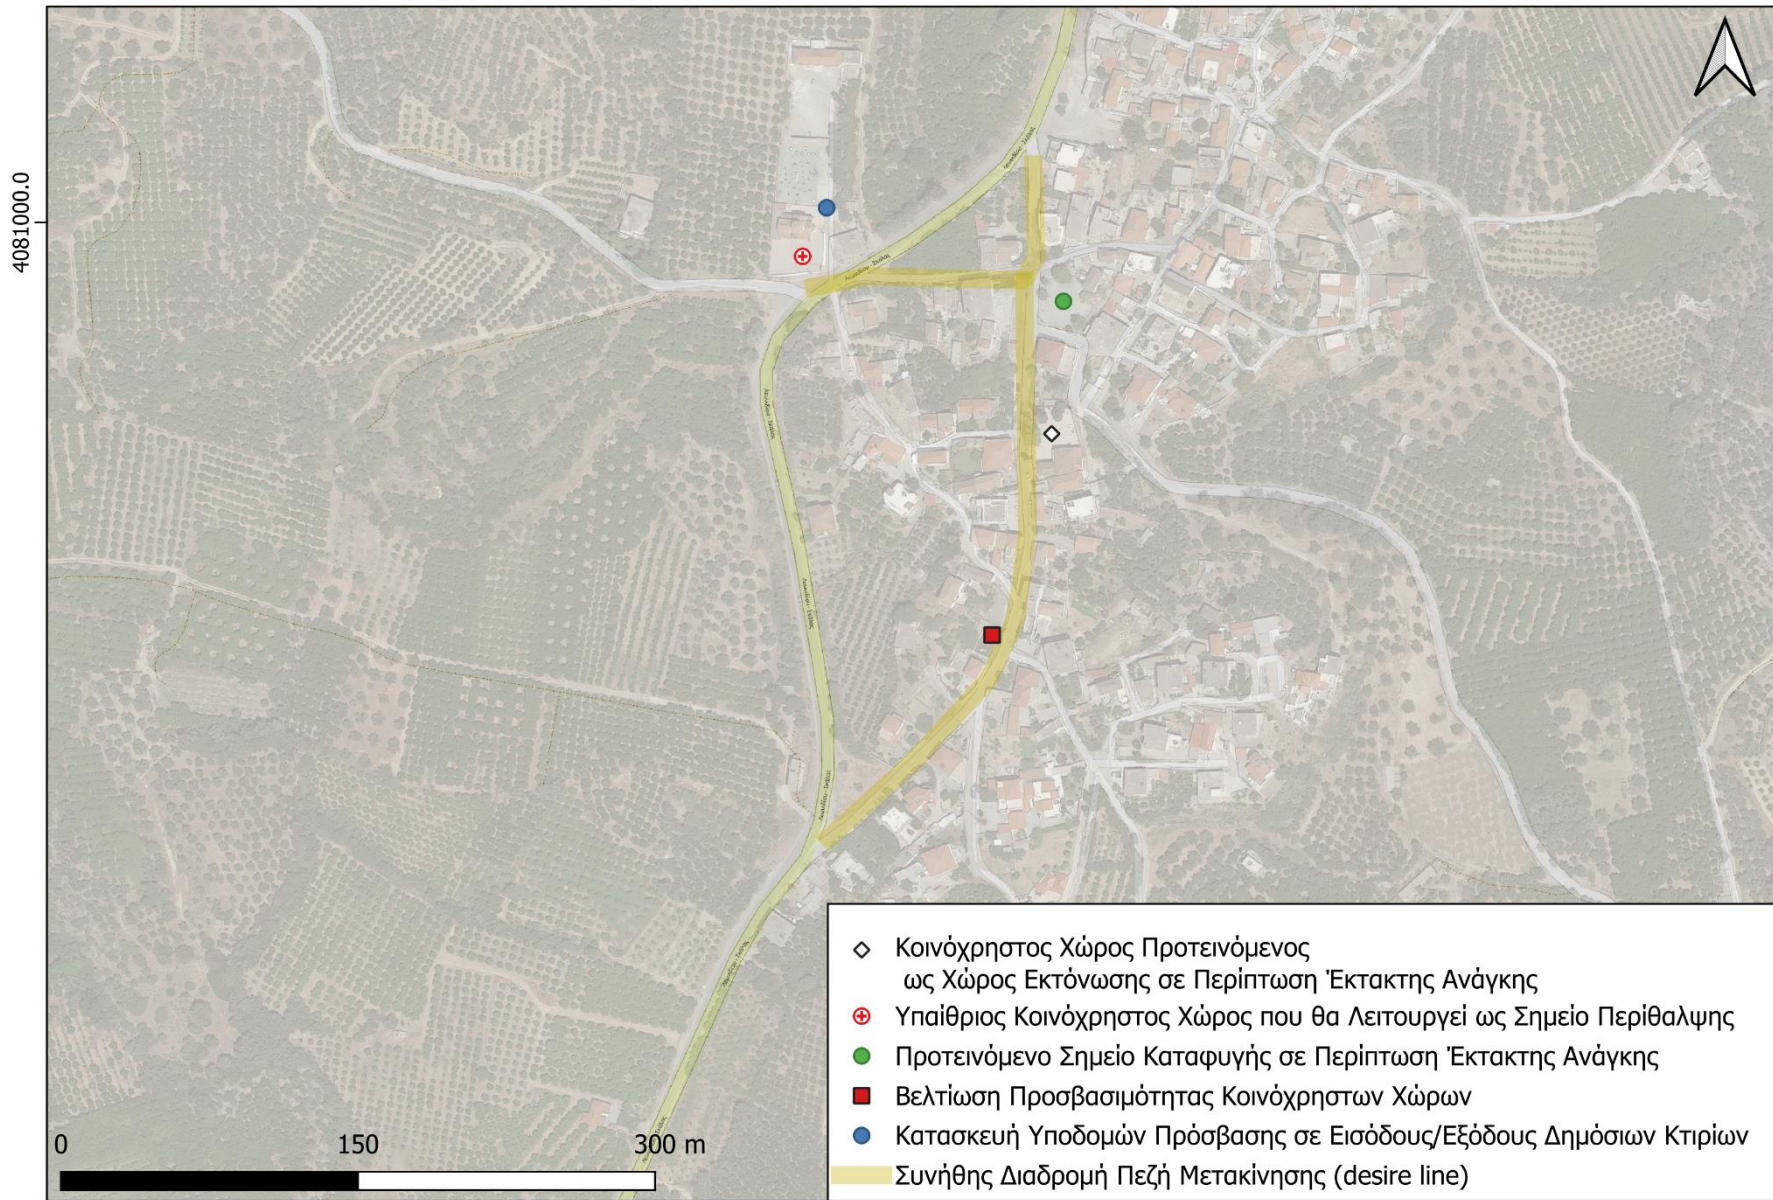 4081000.0
Κοινόχρηστος Χώρος Προτεινόμενος
ως Χώρος Εκτόνωσης σε Περίπτωση Έκτακτης Ανάγκης
Υπαίθριος Κοινόχρηστος Χώρος που θα Λειτουργεί ως Σημείο Περίθαλψης
Προτεινόμενο Σημείο Καταφυγής σε Περίπτωση Έκτακτης Ανάγκης
Βελτίωση Προσβασιμότητας Κοινόχρηστων Χώρων
Κατασκευή Υποδομών Πρόσβασης σε Εισόδους/Εξόδους Δημόσιων Κτιρίων
Συνήθης Διαδρομή Πεζή Μετακίνησης (desire line)
0 150 300 m